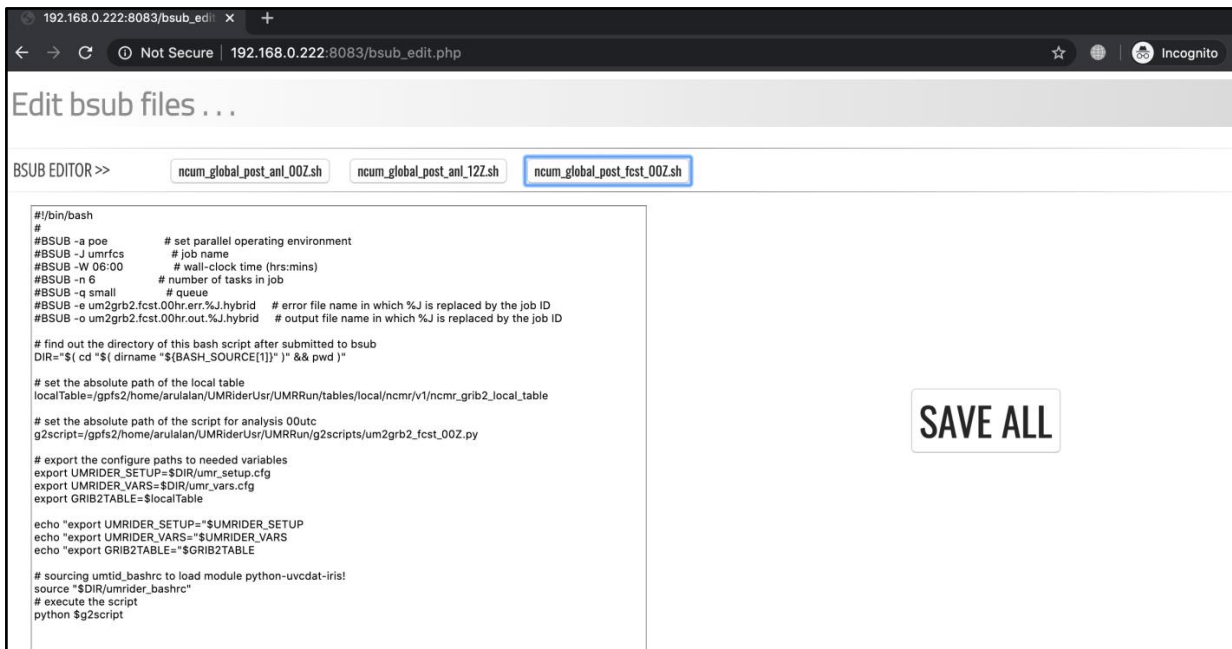 192.168.0.222:8083/bsub_edit
Not Secure | 192.168.0.222:8083/bsub_edit.php
Incognito
Edit bsub files . . .
BSUB EDITOR >> ncum_global_post_anl_00Z.sh ncum_global_post_anl_12Z.sh ncum_global_post_fcst_00Z.sh
#!/bin/bash
#
#BSUB -a poe # set parallel operating environment
#BSUB -J umrfcs # job name
#BSUB -W 06:00 # wall-clock time (hrs:mins)
#BSUB -n 6 # number of tasks in job
#BSUB -q small # queue
#BSUB -e um2grb2.fcst.00hr.err.%J.hybrid # error file name in which %J is replaced by the job ID
#BSUB -o um2grb2.fcst.00hr.out.%J.hybrid # output file name in which %J is replaced by the job ID
# find out the directory of this bash script after submitted to bsub
DIR="$( cd "$( dirname "${BASH_SOURCE[1]}" )" && pwd )"
# set the absolute path of the local table
localTable=/gpfs2/home/arulalan/UMRiderUsr/UMRRun/tables/local/ncmr/v1/ncmr_grib2_local_table
# set the absolute path of the script for analysis 00utc
g2script=/gpfs2/home/arulalan/UMRiderUsr/UMRRun/g2scripts/um2grb2_fcst_00Z.py
# export the configure paths to needed variables
export UMRIDER_SETUP=$DIR/umr_setup.cfg
export UMRIDER_VARS=$DIR/umr_vars.cfg
export GRIB2TABLE=$localTable
echo "export UMRIDER_SETUP="$UMRIDER_SETUP
echo "export UMRIDER_VARS="$UMRIDER_VARS
echo "export GRIB2TABLE="$GRIB2TABLE
# sourcing umtid_bashrc to load module python-uvcdat-iris!
source "$DIR/umrider_bashrc"
# execute the script
python $g2script
SAVE ALL